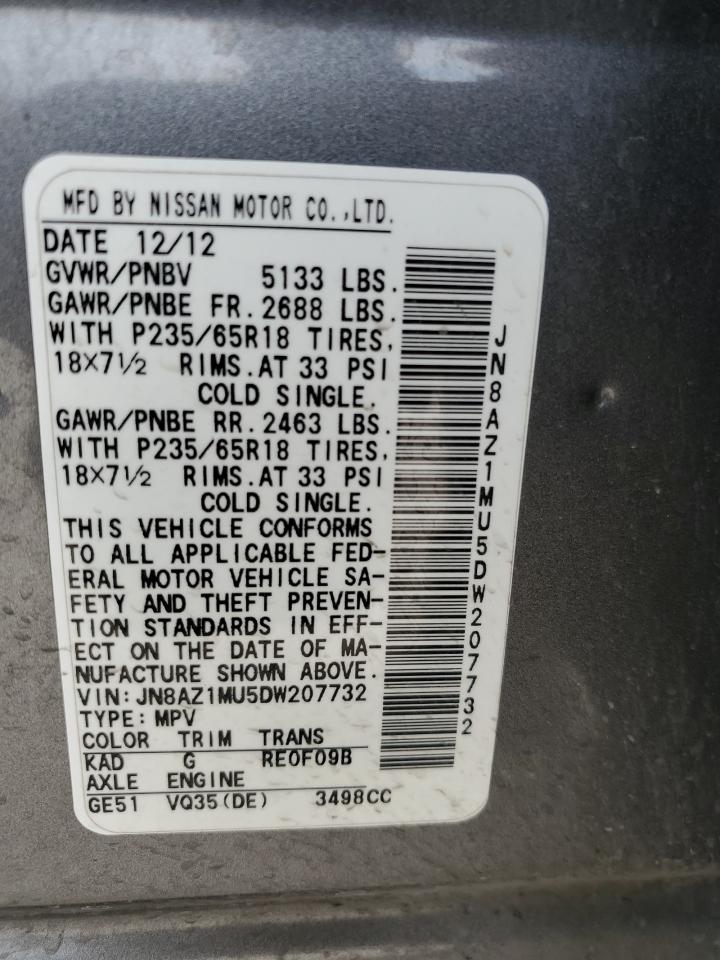 MFD BY NISSAN MOTOR CO.,LTD.
DATE 12/12
GVWR/PNBV 5133 LBS.
GAWR/PNBE FR.2688 LBS.
WITH P235/65R18 TIRES,
18×7½ RIMS.AT 33 PSI
COLD SINGLE.
GAWR/PNBE RR.2463 LBS.
WITH P235/65R18 TIRES,
18×7½ RIMS.AT 33 PSI
COLD SINGLE.
THIS VEHICLE CONFORMS
TO ALL APPLICABLE FED-
ERAL MOTOR VEHICLE SA-
FETY AND THEFT PREVEN-
TION STANDARDS IN EFF-
ECT ON THE DATE OF MA-
NUFACTURE SHOWN ABOVE.
VIN:JN8AZ1MU5DW207732
TYPE:MPV
COLOR TRIM TRANS
KAD G RE0F09B
AXLE ENGINE
GE51 VQ35(DE) 3498CC
JN8AZ1MU5DW207732